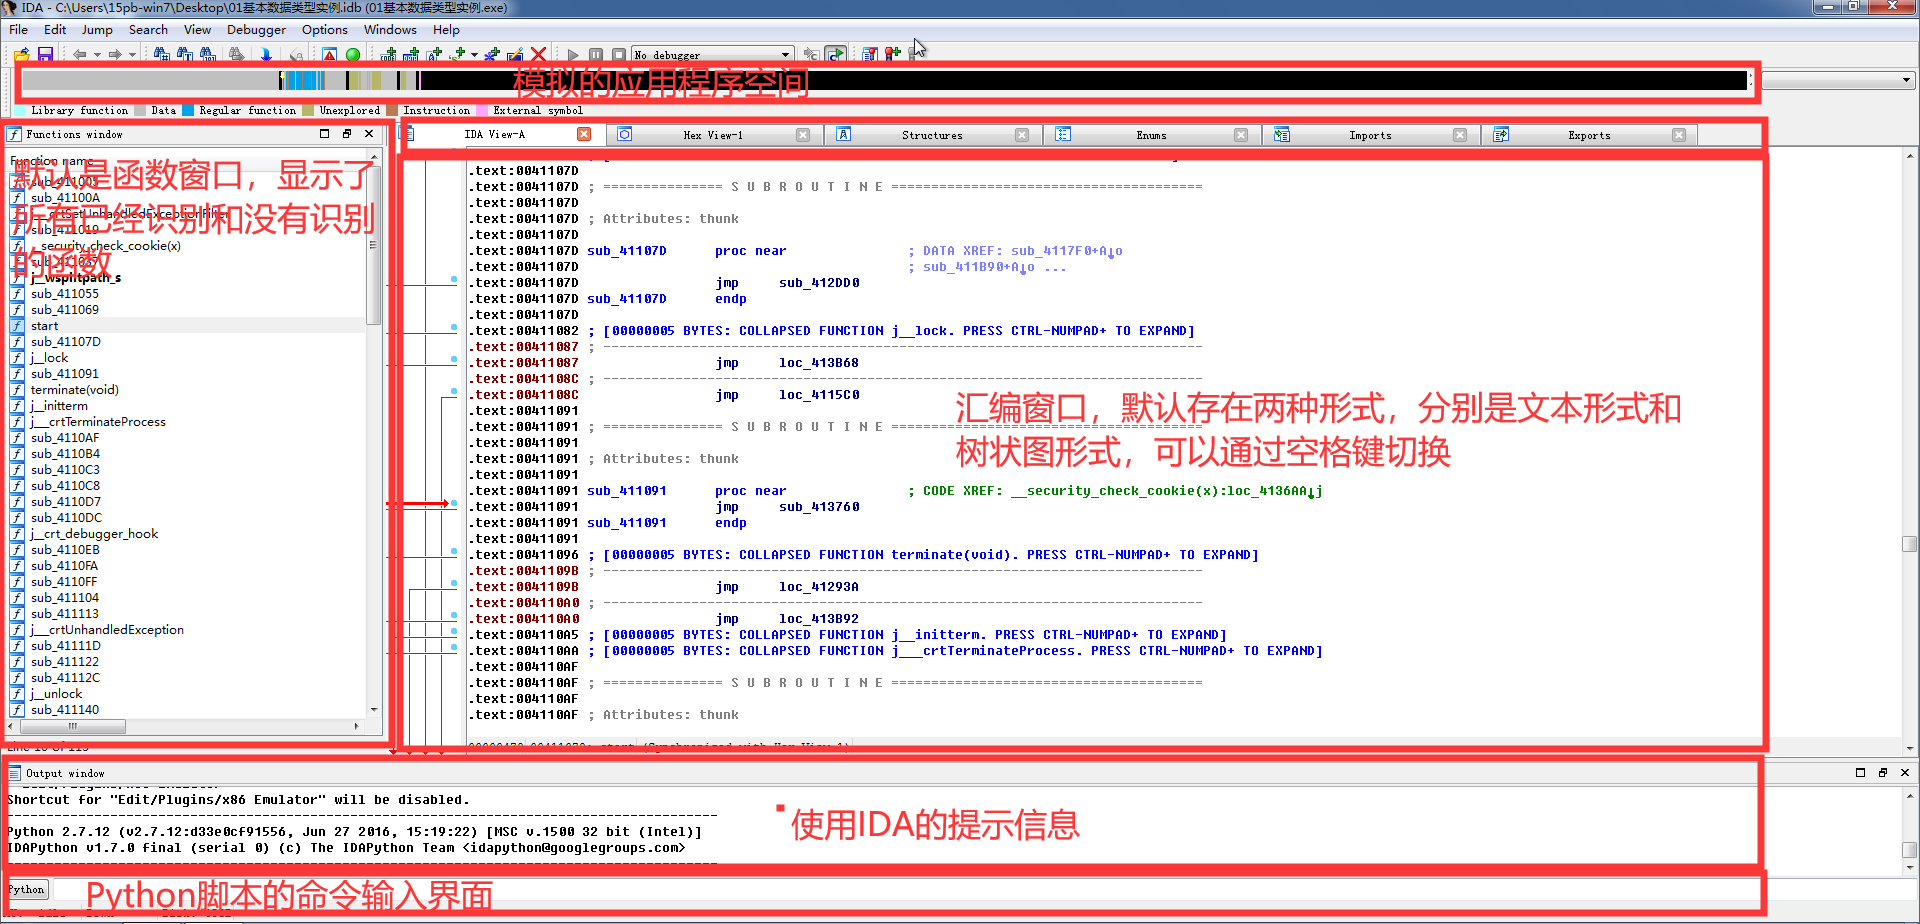 IDA - C:\Users\15pb-win7\Desktop\01基本数据类型实例.idb (01基本数据类型实例.exe)
File Edit Jump Search View Debugger Options Windows Help
No debugger
模拟的应用程序空间
Library function Data Regular function Unexplored Instruction External symbol
Functions window
IDA View-A Hex View-1 Structures Enums Imports Exports
Function name
默认是函数窗口，显示了
所有已经识别和没有识别
的函数
sub_411005
sub_41100A
__crtSetUnhandledExceptionFilter
sub_411019
__security_check_cookie(x)
j__wsplitpath_s
sub_411055
sub_411069
start
sub_41107D
j__lock
sub_411091
terminate(void)
j__initterm
j___crtTerminateProcess
sub_4110AF
sub_4110B4
sub_4110C3
sub_4110C8
sub_4110D7
sub_4110DC
j__crt_debugger_hook
sub_4110EB
sub_4110FA
sub_4110FF
sub_411104
sub_411113
j___crtUnhandledException
sub_41111D
sub_411122
sub_41112C
j__unlock
sub_411140
.text:0041107D
.text:0041107D ; =============== S U B R O U T I N E =======================================
.text:0041107D
.text:0041107D ; Attributes: thunk
.text:0041107D
.text:0041107D sub_41107D proc near ; DATA XREF: sub_4117F0+A↓o
.text:0041107D ; sub_411B90+A↓o ...
.text:0041107D jmp sub_412DD0
.text:0041107D sub_41107D endp
.text:0041107D
.text:00411082 ; [00000005 BYTES: COLLAPSED FUNCTION j__lock. PRESS CTRL-NUMPAD+ TO EXPAND]
.text:00411087 ; ---------------------------------------------------------------------------
.text:00411087 jmp loc_413B68
.text:0041108C ; ---------------------------------------------------------------------------
.text:0041108C jmp loc_4115C0
.text:00411091
.text:00411091 ; =============== S U B R O U T I N E =======================================
.text:00411091
.text:00411091 ; Attributes: thunk
.text:00411091
.text:00411091 sub_411091 proc near ; CODE XREF: __security_check_cookie(x):loc_4136AA↓j
.text:00411091 jmp sub_413760
.text:00411091 sub_411091 endp
.text:00411091
.text:00411096 ; [00000005 BYTES: COLLAPSED FUNCTION terminate(void). PRESS CTRL-NUMPAD+ TO EXPAND]
.text:0041109B ; ---------------------------------------------------------------------------
.text:0041109B jmp loc_41293A
.text:004110A0 ; ---------------------------------------------------------------------------
.text:004110A0 jmp loc_413B92
.text:004110A5 ; [00000005 BYTES: COLLAPSED FUNCTION j__initterm. PRESS CTRL-NUMPAD+ TO EXPAND]
.text:004110AA ; [00000005 BYTES: COLLAPSED FUNCTION j___crtTerminateProcess. PRESS CTRL-NUMPAD+ TO EXPAND]
.text:004110AF
.text:004110AF ; =============== S U B R O U T I N E =======================================
.text:004110AF
.text:004110AF ; Attributes: thunk
汇编窗口，默认存在两种形式，分别是文本形式和
树状图形式，可以通过空格键切换
Output window
Shortcut for "Edit/Plugins/x86 Emulator" will be disabled.
Python 2.7.12 (v2.7.12:d33e0cf91556, Jun 27 2016, 15:19:22) [MSC v.1500 32 bit (Intel)]
IDAPython v1.7.0 final (serial 0) (c) The IDAPython Team <idapython@googlegroups.com>
使用IDA的提示信息
Python
Python脚本的命令输入界面